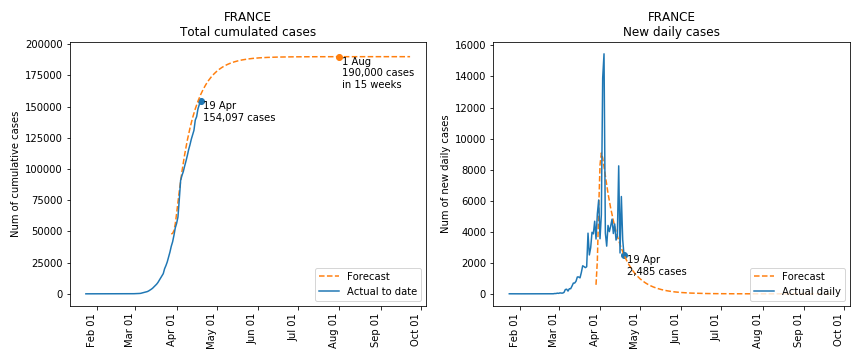 FRANCE
Total cumulated cases
Num of cumulative cases
200000
175000
150000
125000
100000
75000
50000
25000
0
1 Aug
190,000 cases
in 15 weeks
19 Apr
154,097 cases
Forecast
Actual to date
Feb 01
Mar 01
Apr 01
May 01
Jun 01
Jul 01
Aug 01
Sep 01
Oct 01
FRANCE
New daily cases
Num of new daily cases
16000
14000
12000
10000
8000
6000
4000
2000
0
19 Apr
2,485 cases
Forecast
Actual daily
Feb 01
Mar 01
Apr 01
May 01
Jun 01
Jul 01
Aug 01
Sep 01
Oct 01